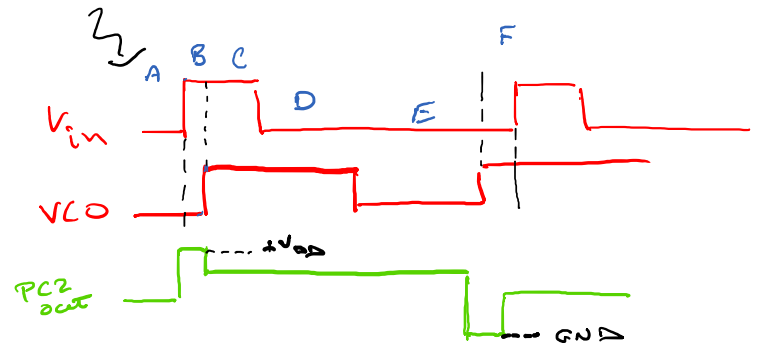 F
A B C
D E
Vin
VCO
+VDD
PC2
out
GND